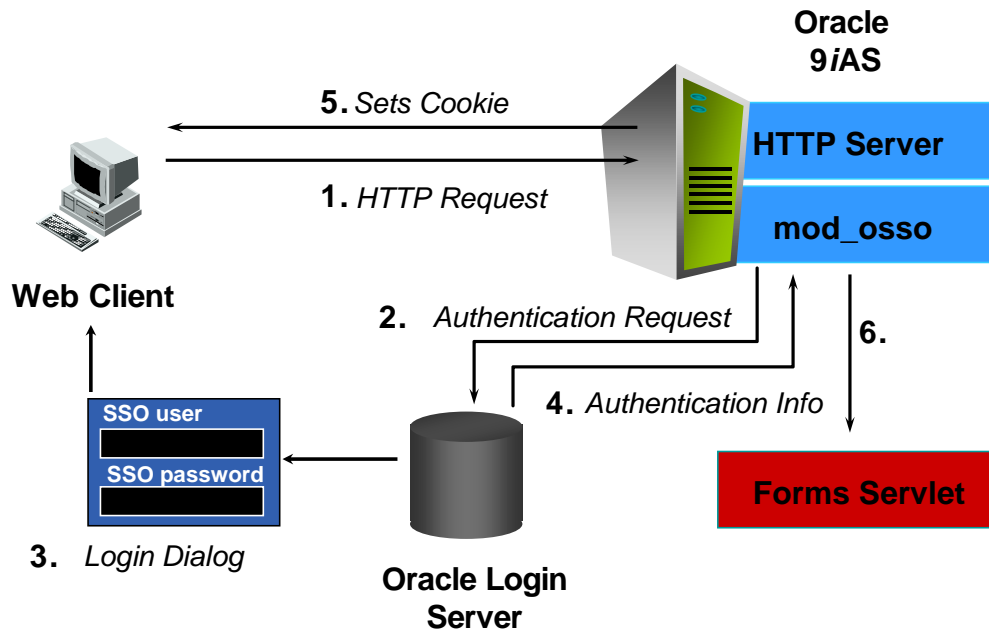 Oracle
9iAS
5. Sets Cookie
HTTP Server
1. HTTP Request
mod_osso
Web Client
2. Authentication Request
6.
SSO user
4. Authentication Info
SSO password
Forms Servlet
3. Login Dialog
Oracle Login
Server